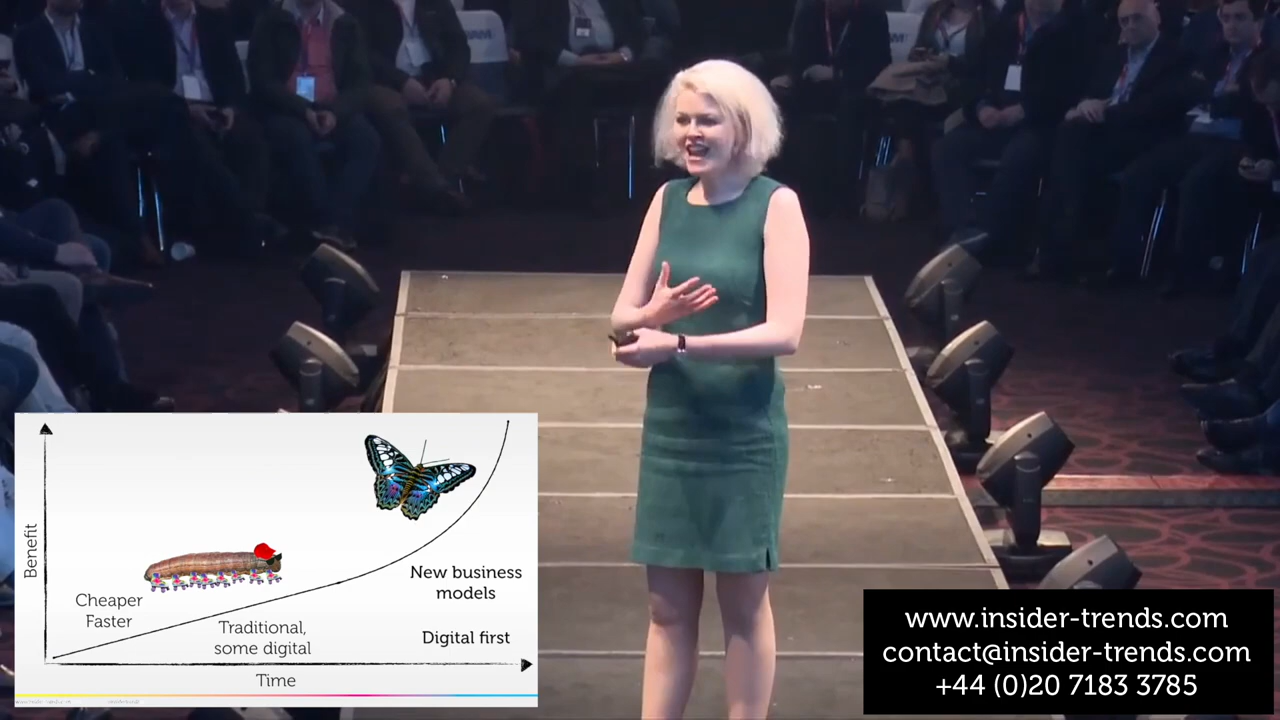 Benefit
Cheaper
Faster
Traditional,
some digital
New business
models
Digital first
Time
www.insider-trends.com
contact@insider-trends.com
+44 (0)20 7183 3785